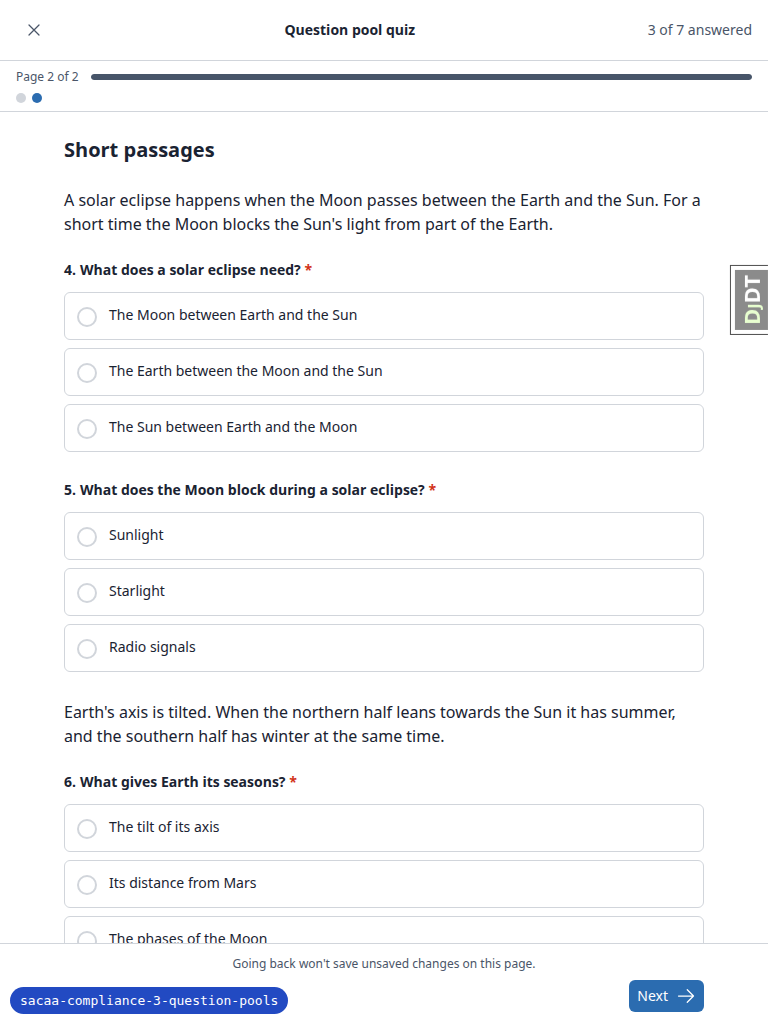 Question pool quiz
3 of 7 answered
Page 2 of 2
Short passages
A solar eclipse happens when the Moon passes between the Earth and the Sun. For a
short time the Moon blocks the Sun's light from part of the Earth.
4. What does a solar eclipse need? *
The Moon between Earth and the Sun
The Earth between the Moon and the Sun
The Sun between Earth and the Moon
DJDT
5. What does the Moon block during a solar eclipse? *
Sunlight
Starlight
Radio signals
Earth's axis is tilted. When the northern half leans towards the Sun it has summer,
and the southern half has winter at the same time.
6. What gives Earth its seasons? *
The tilt of its axis
Its distance from Mars
The phases of the Moon
Going back won't save unsaved changes on this page.
sacaa-compliance-3-question-pools
Next